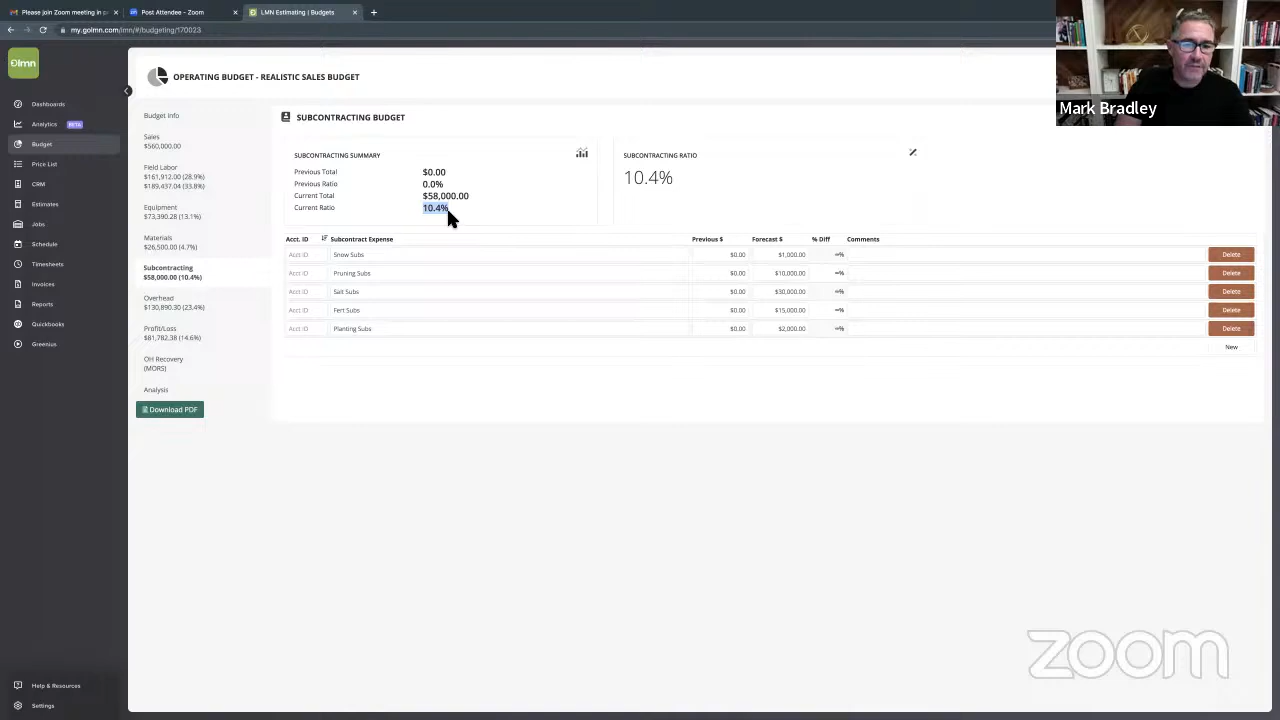 Please join Zoom meeting in p
Post Attendee - Zoom
LMN Estimating | Budgets
my.golmn.com/lmn/#/budgeting/170023
lmn
Mark Bradley
OPERATING BUDGET - REALISTIC SALES BUDGET
Dashboards
Analytics BETA
Budget
Price List
CRM
Estimates
Jobs
Schedule
Timesheets
Invoices
Reports
Quickbooks
Greenius
Help & Resources
Settings
Budget Info
Sales
$560,000.00
Field Labor
$161,912.00 (28.9%)
$189,437.04 (33.8%)
Equipment
$73,390.28 (13.1%)
Materials
$26,500.00 (4.7%)
Subcontracting
$58,000.00 (10.4%)
Overhead
$130,890.30 (23.4%)
Profit/Loss
$81,782.38 (14.6%)
OH Recovery
(MORS)
Analysis
Download PDF
SUBCONTRACTING BUDGET
SUBCONTRACTING SUMMARY
Previous Total $0.00
Previous Ratio 0.0%
Current Total $58,000.00
Current Ratio 10.4%
SUBCONTRACTING RATIO
10.4%
Acct. ID Subcontract Expense Previous $ Forecast $ % Diff Comments
Acct ID Snow Subs $0.00 $1,000.00 ∞% Delete
Acct ID Pruning Subs $0.00 $10,000.00 ∞% Delete
Acct ID Salt Subs $0.00 $30,000.00 ∞% Delete
Acct ID Fert Subs $0.00 $15,000.00 ∞% Delete
Acct ID Planting Subs $0.00 $2,000.00 ∞% Delete
New
zoom